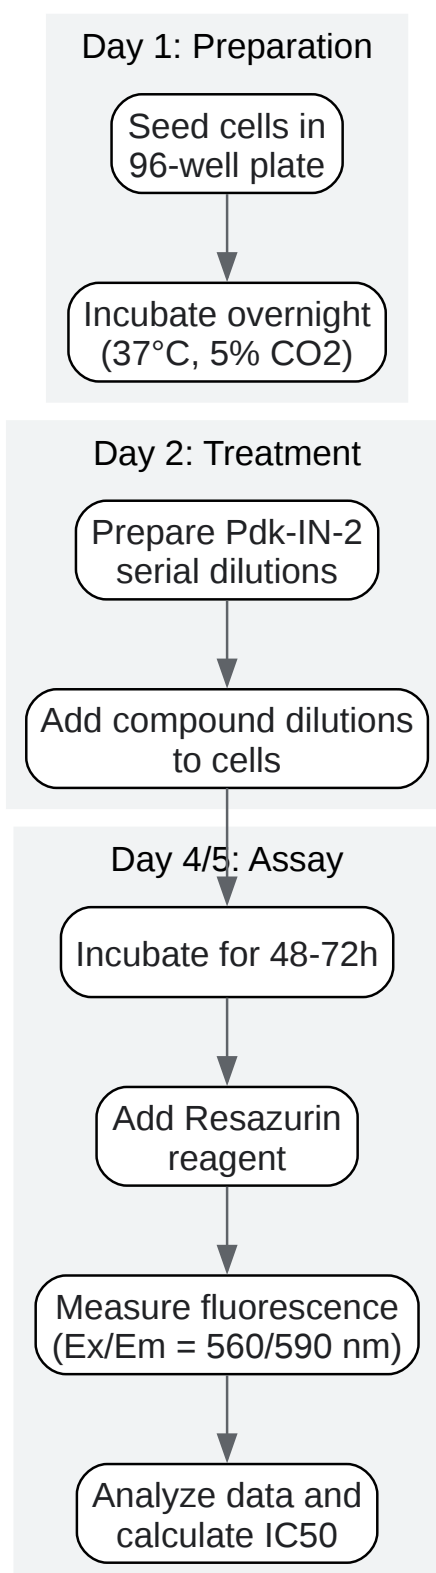 Day 1: Preparation
Seed cells in
96-well plate
Incubate overnight
(37°C, 5% CO2)
Day 2: Treatment
Prepare Pdk-IN-2
serial dilutions
Add compound dilutions
to cells
Day 4/5: Assay
Incubate for 48-72h
Add Resazurin
reagent
Measure fluorescence
(Ex/Em = 560/590 nm)
Analyze data and
calculate IC50